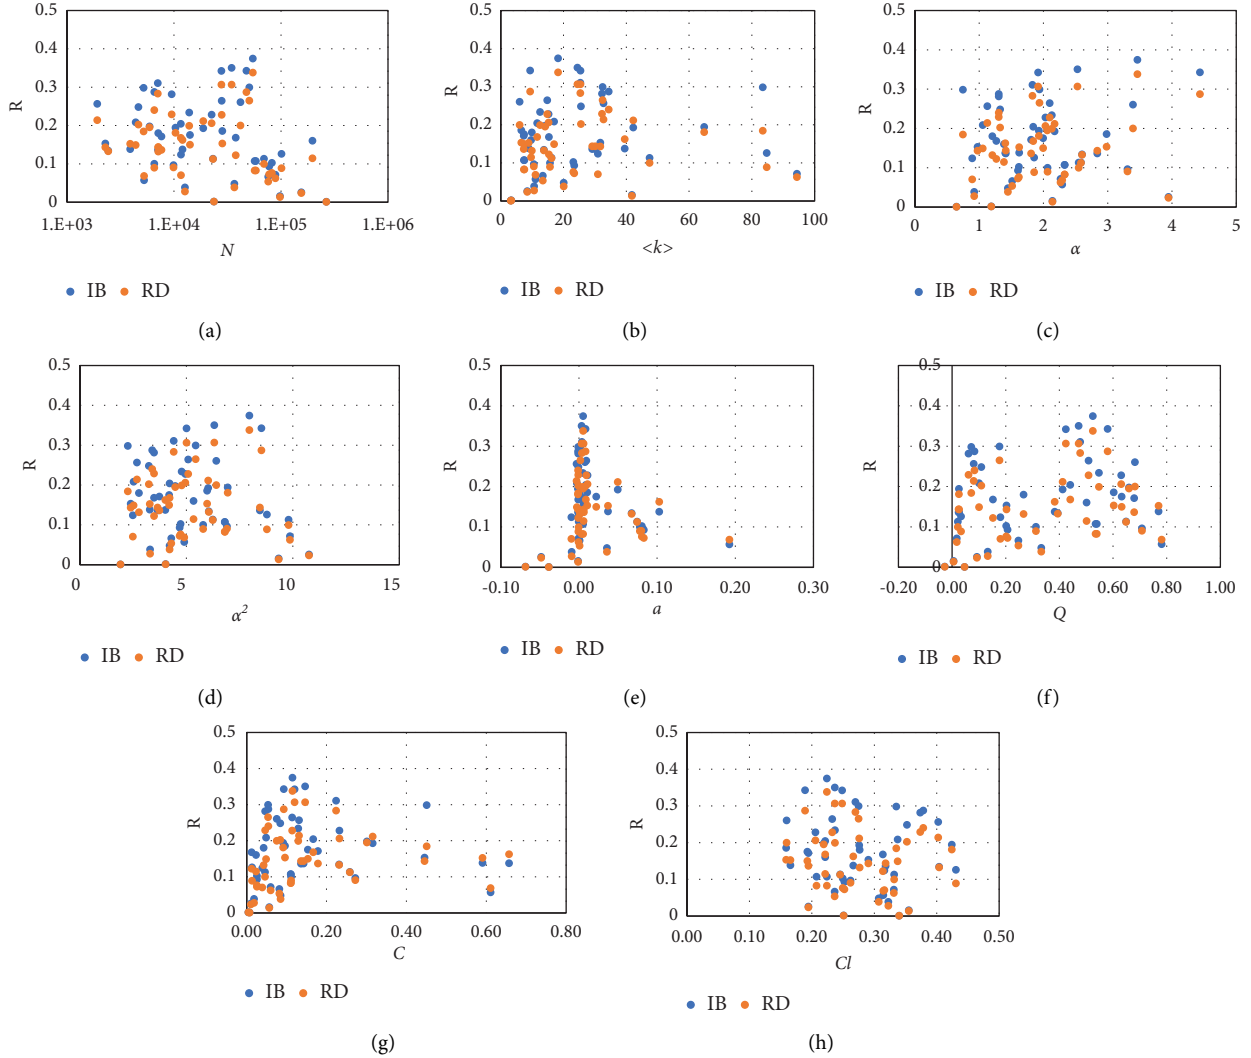 0.5
0.4
0.3
0.2
0.1
0
R
1.E+03 1.E+04 1.E+05 1.E+06
N
IB RD
(a)
0.5
0.4
0.3
0.2
0.1
0
R
0 20 40 60 80 100
<k>
IB RD
(b)
0.5
0.4
0.3
0.2
0.1
0
R
0 1 2 3 4 5
α
IB RD
(c)
0.5
0.4
0.3
0.2
0.1
0
R
0 5 10 15
α²
IB RD
(d)
0.5
0.4
0.3
0.2
0.1
0
R
-0.10 0.00 0.10 0.20 0.30
a
IB RD
(e)
0.5
0.4
0.3
0.2
0.1
0
R
-0.20 0.00 0.20 0.40 0.60 0.80 1.00
Q
IB RD
(f)
0.5
0.4
0.3
0.2
0.1
0
R
0.00 0.20 0.40 0.60 0.80
C
IB RD
(g)
0.5
0.4
0.3
0.2
0.1
0
R
0.00 0.10 0.20 0.30 0.40 0.50
Cl
IB RD
(h)